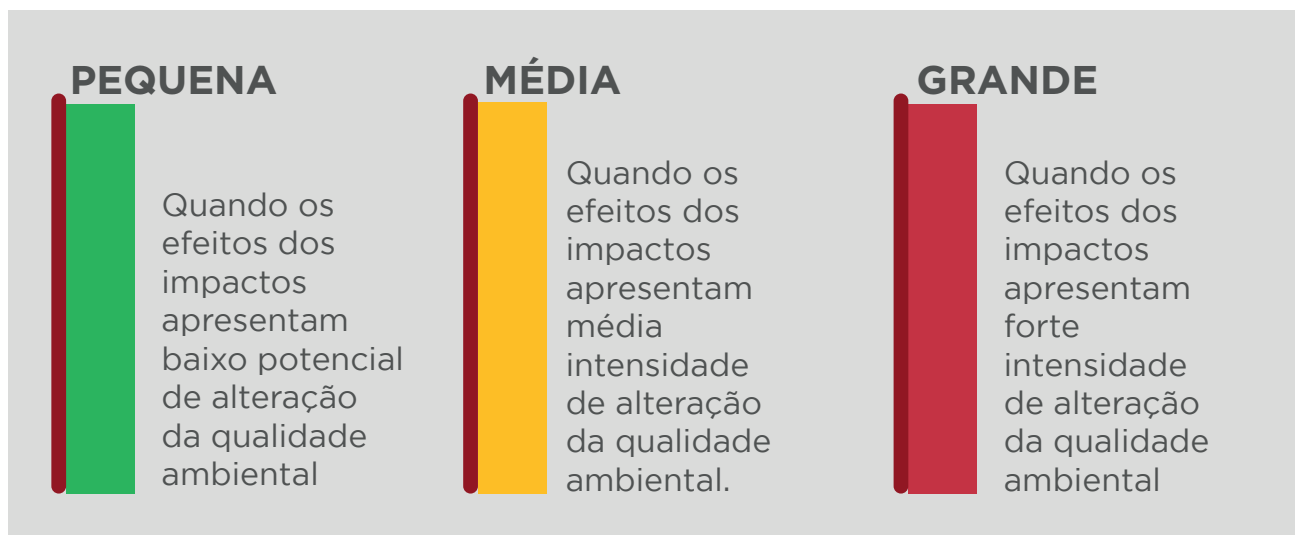 PEQUENA
Quando os
efeitos dos
impactos
apresentam
baixo potencial
de alteração
da qualidade
ambiental
MÉDIA
Quando os
efeitos dos
impactos
apresentam
média
intensidade
de alteração
da qualidade
ambiental.
GRANDE
Quando os
efeitos dos
impactos
apresentam
forte
intensidade
de alteração
da qualidade
ambiental